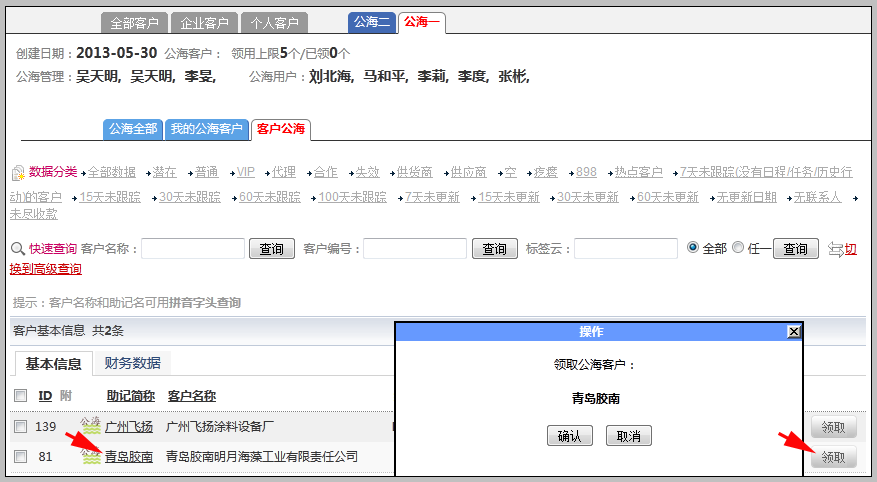 全部客户 企业客户 个人客户 公海二 公海一
创建日期：2013-05-30 公海客户： 领用上限5个/已领0个
公海管理：吴天明, 吴天明, 李旻, 公海用户：刘北海, 马和平, 李莉, 李度, 张彬,
公海全部 我的公海客户 客户公海
数据分类 全部数据 潜在 普通 VIP 代理 合作 失效 供货商 供应商 空 疙瘩 898 热点客户 7天未跟踪(没有日程/任务/历史行
动)的客户 15天未跟踪 30天未跟踪 60天未跟踪 100天未跟踪 7天未更新 15天未更新 30天未更新 60天未更新 无更新日期 无联系人
未尽收款
快速查询 客户名称： 查询 客户编号： 查询 标签云： 全部 任一 查询 切
换到高级查询
提示：客户名称和助记名可用拼音字头查询
客户基本信息 共2条
操作
基本信息 财务数据
领取公海客户：
ID 附 助记简称 客户名称
青岛胶南
139 公海 广州飞扬 广州飞扬涂料设备厂 领取
确认 取消
81 公海 青岛胶南 青岛胶南明月海藻工业有限责任公司 领取